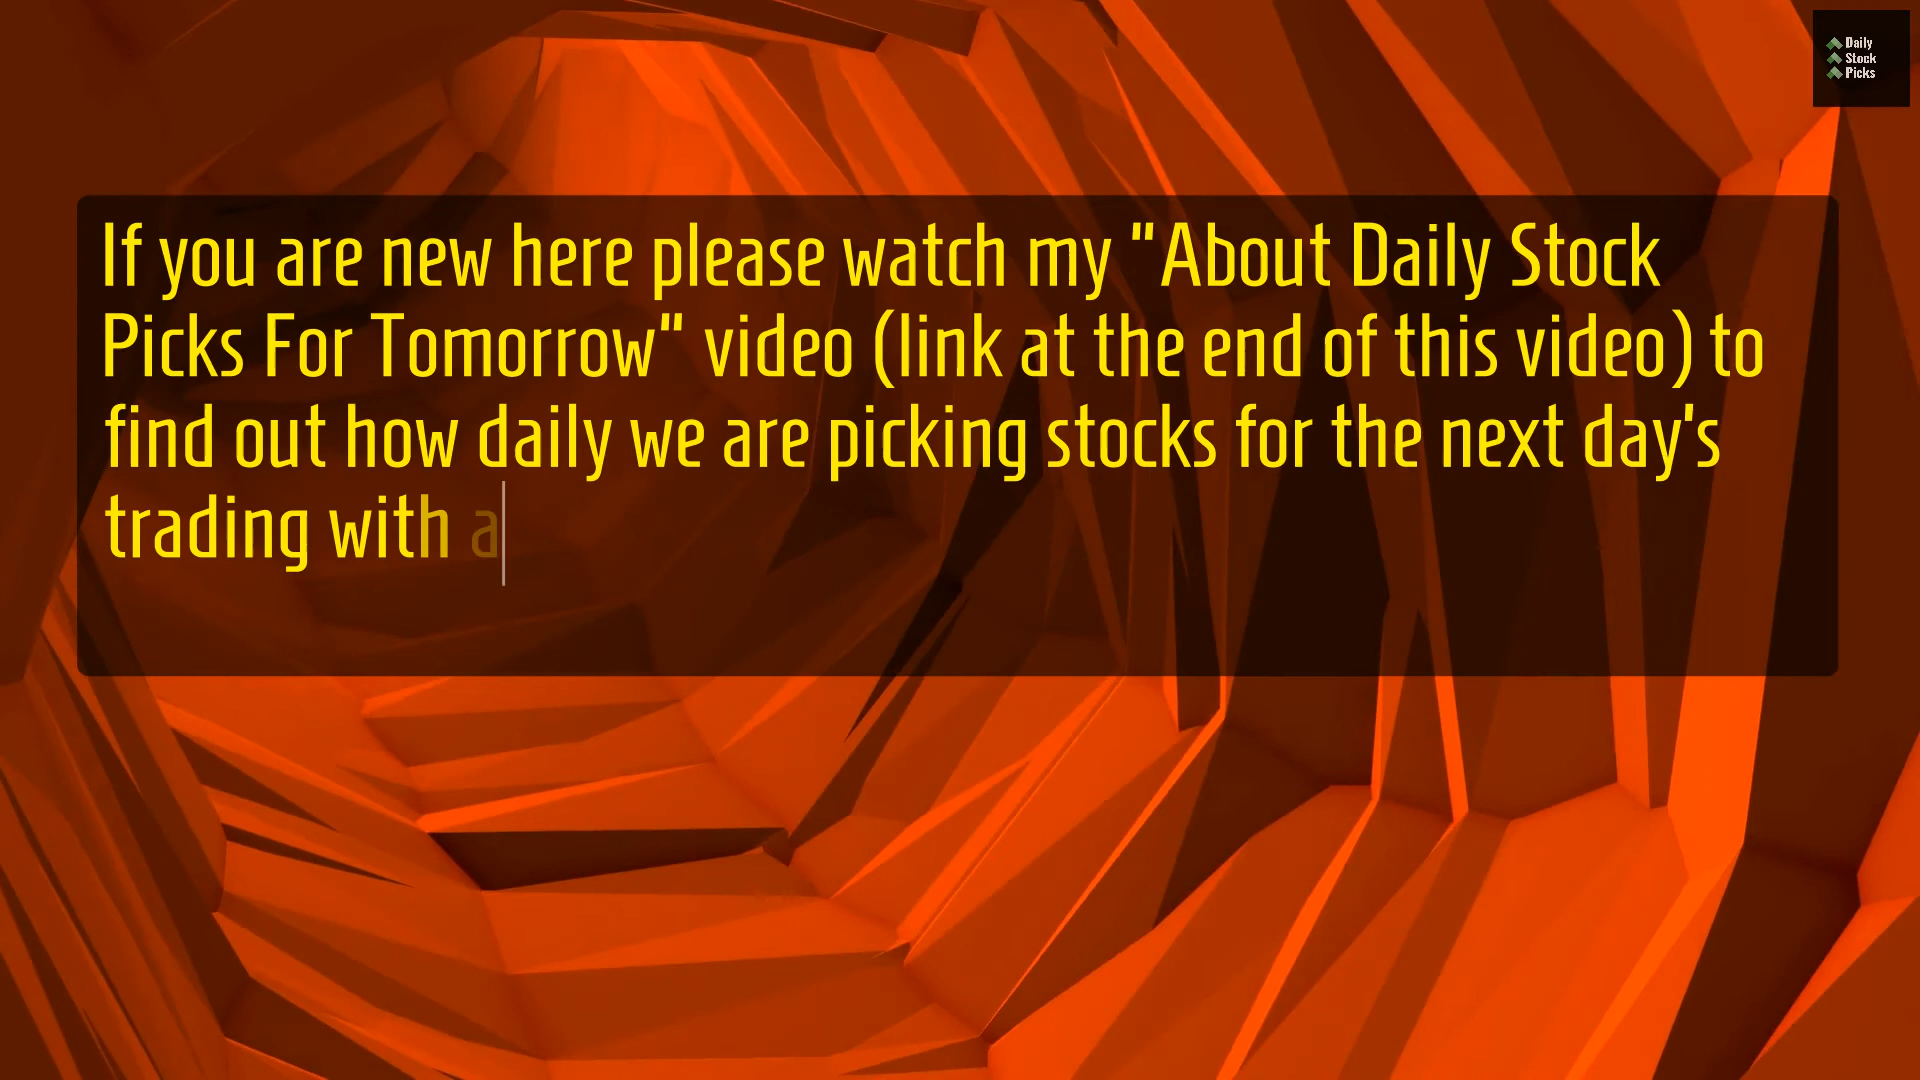 Daily
Stock
Picks
If you are new here please watch my "About Daily Stock
Picks For Tomorrow" video (link at the end of this video) to
find out how daily we are picking stocks for the next day's
trading with a